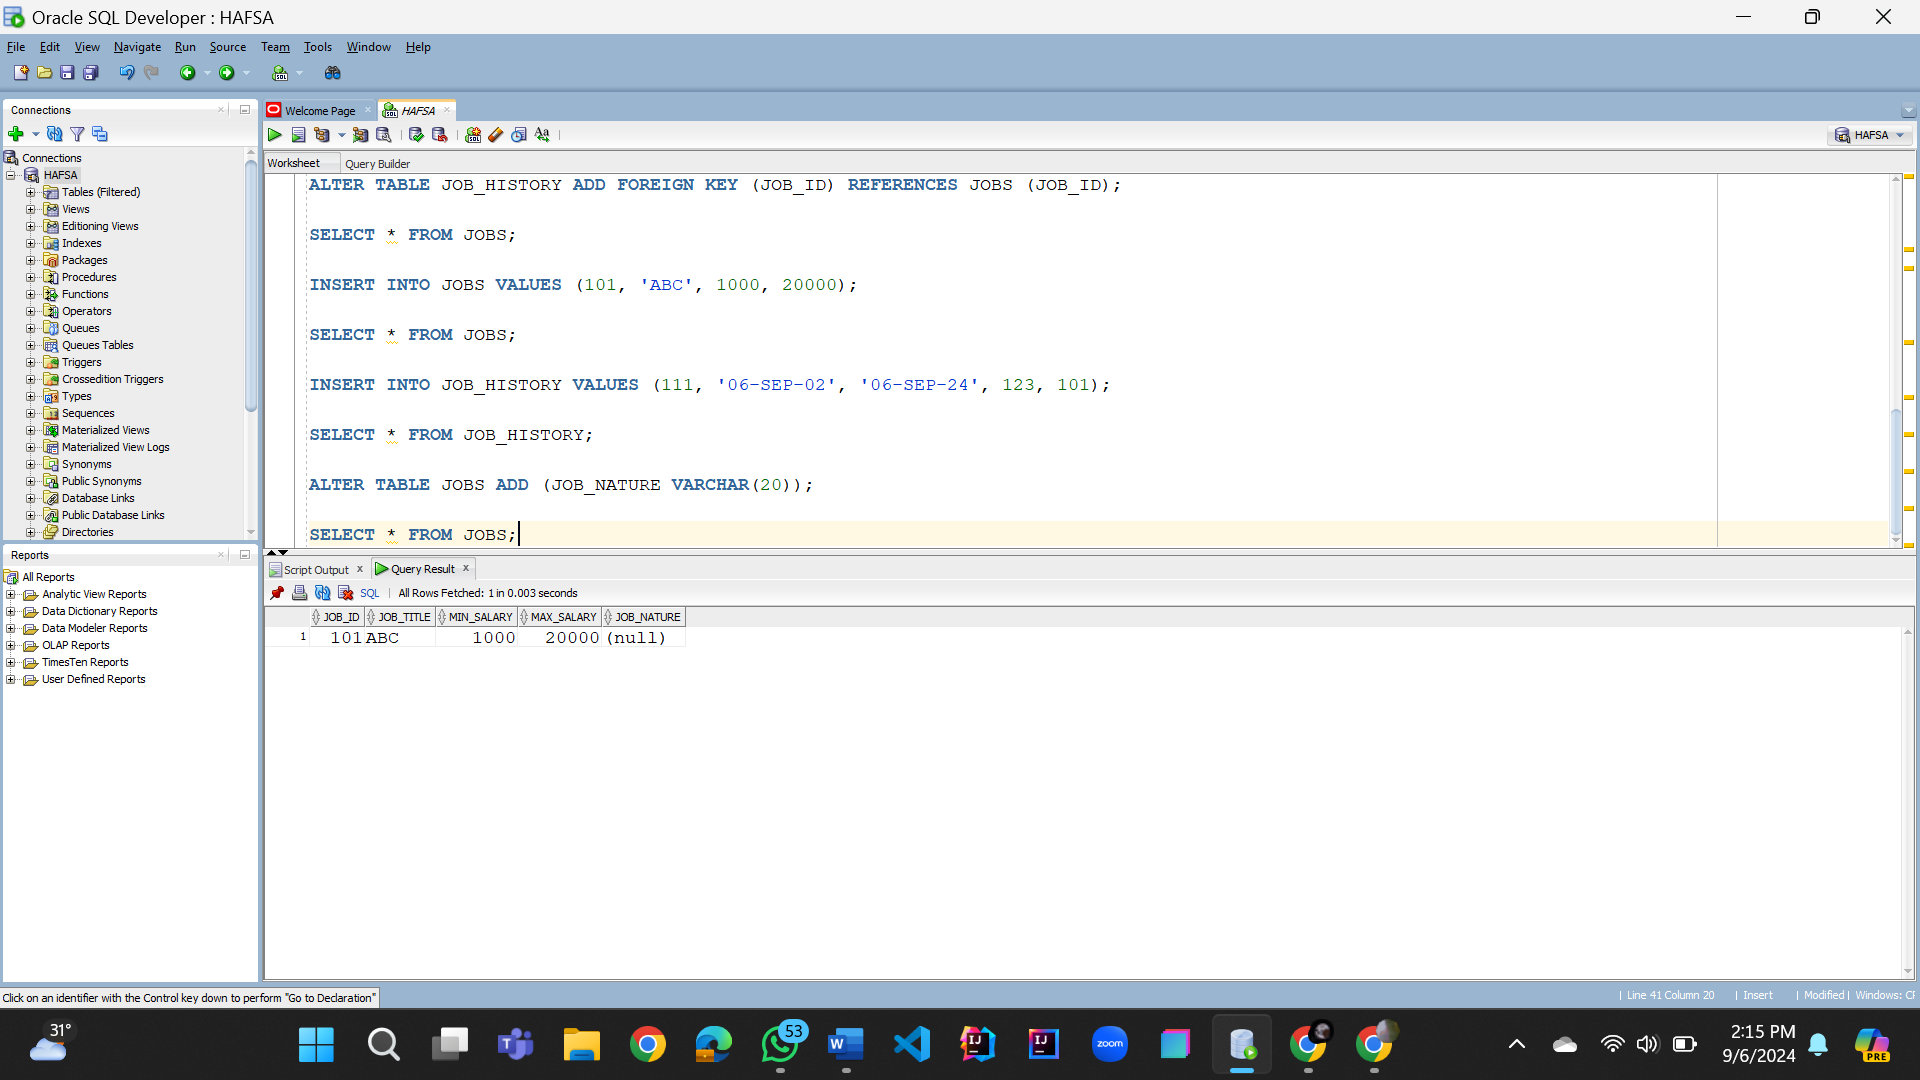 Oracle SQL Developer : HAFSA
File Edit View Navigate Run Source Team Tools Window Help
Connections
Welcome Page
HAFSA
HAFSA
Worksheet
Query Builder
Connections
HAFSA
Tables (Filtered)
Views
Editioning Views
Indexes
Packages
Procedures
Functions
Operators
Queues
Queues Tables
Triggers
Crossedition Triggers
Types
Sequences
Materialized Views
Materialized View Logs
Synonyms
Public Synonyms
Database Links
Public Database Links
Directories
ALTER TABLE JOB_HISTORY ADD FOREIGN KEY (JOB_ID) REFERENCES JOBS (JOB_ID);
SELECT * FROM JOBS;
INSERT INTO JOBS VALUES (101, 'ABC', 1000, 20000);
SELECT * FROM JOBS;
INSERT INTO JOB_HISTORY VALUES (111, '06-SEP-02', '06-SEP-24', 123, 101);
SELECT * FROM JOB_HISTORY;
ALTER TABLE JOBS ADD (JOB_NATURE VARCHAR(20));
SELECT * FROM JOBS;
Reports
All Reports
Analytic View Reports
Data Dictionary Reports
Data Modeler Reports
OLAP Reports
TimesTen Reports
User Defined Reports
Script Output
Query Result
SQL | All Rows Fetched: 1 in 0.003 seconds
JOB_ID JOB_TITLE MIN_SALARY MAX_SALARY JOB_NATURE
1 101 ABC 1000 20000 (null)
Click on an identifier with the Control key down to perform "Go to Declaration"
| Line 41 Column 20 | Insert | Modified | Windows: CF
31°
53
zoom
2:15 PM
9/6/2024
PRE